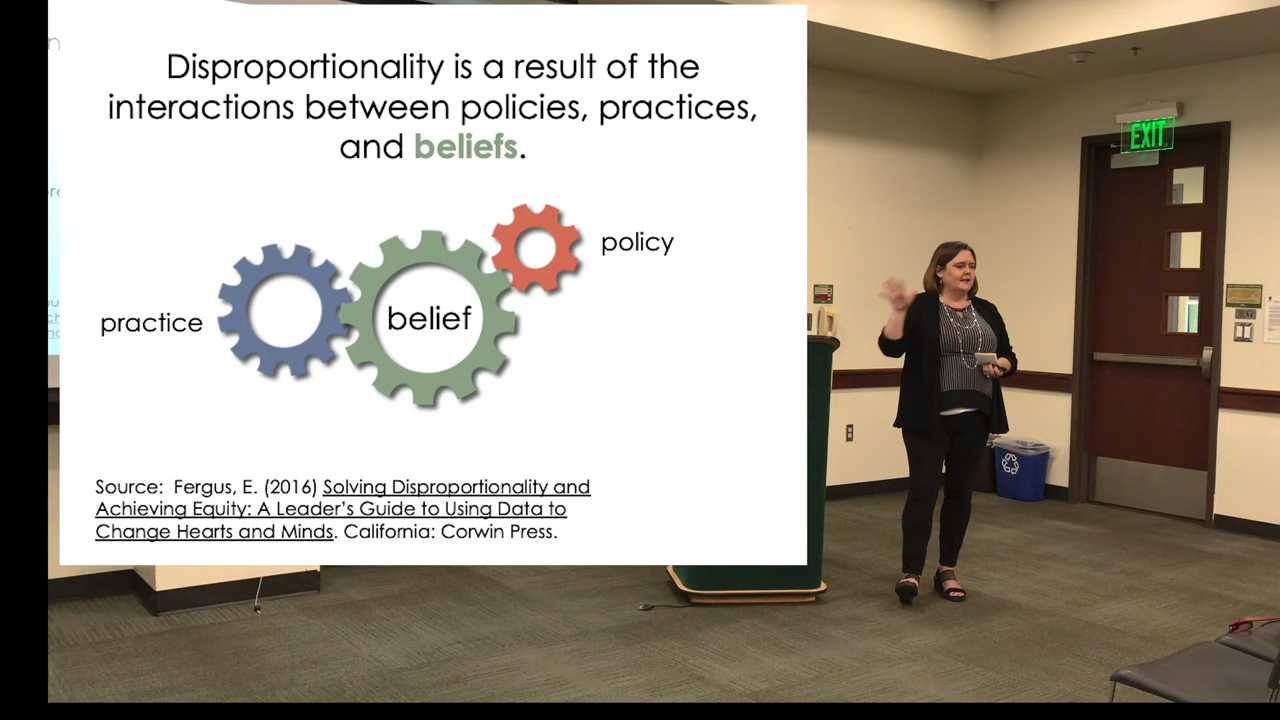 Disproportionality is a result of the
interactions between policies, practices,
and beliefs.
policy
belief
practice
Source: Fergus, E. (2016) Solving Disproportionality and
Achieving Equity: A Leader's Guide to Using Data to
Change Hearts and Minds. California: Corwin Press.
EXIT